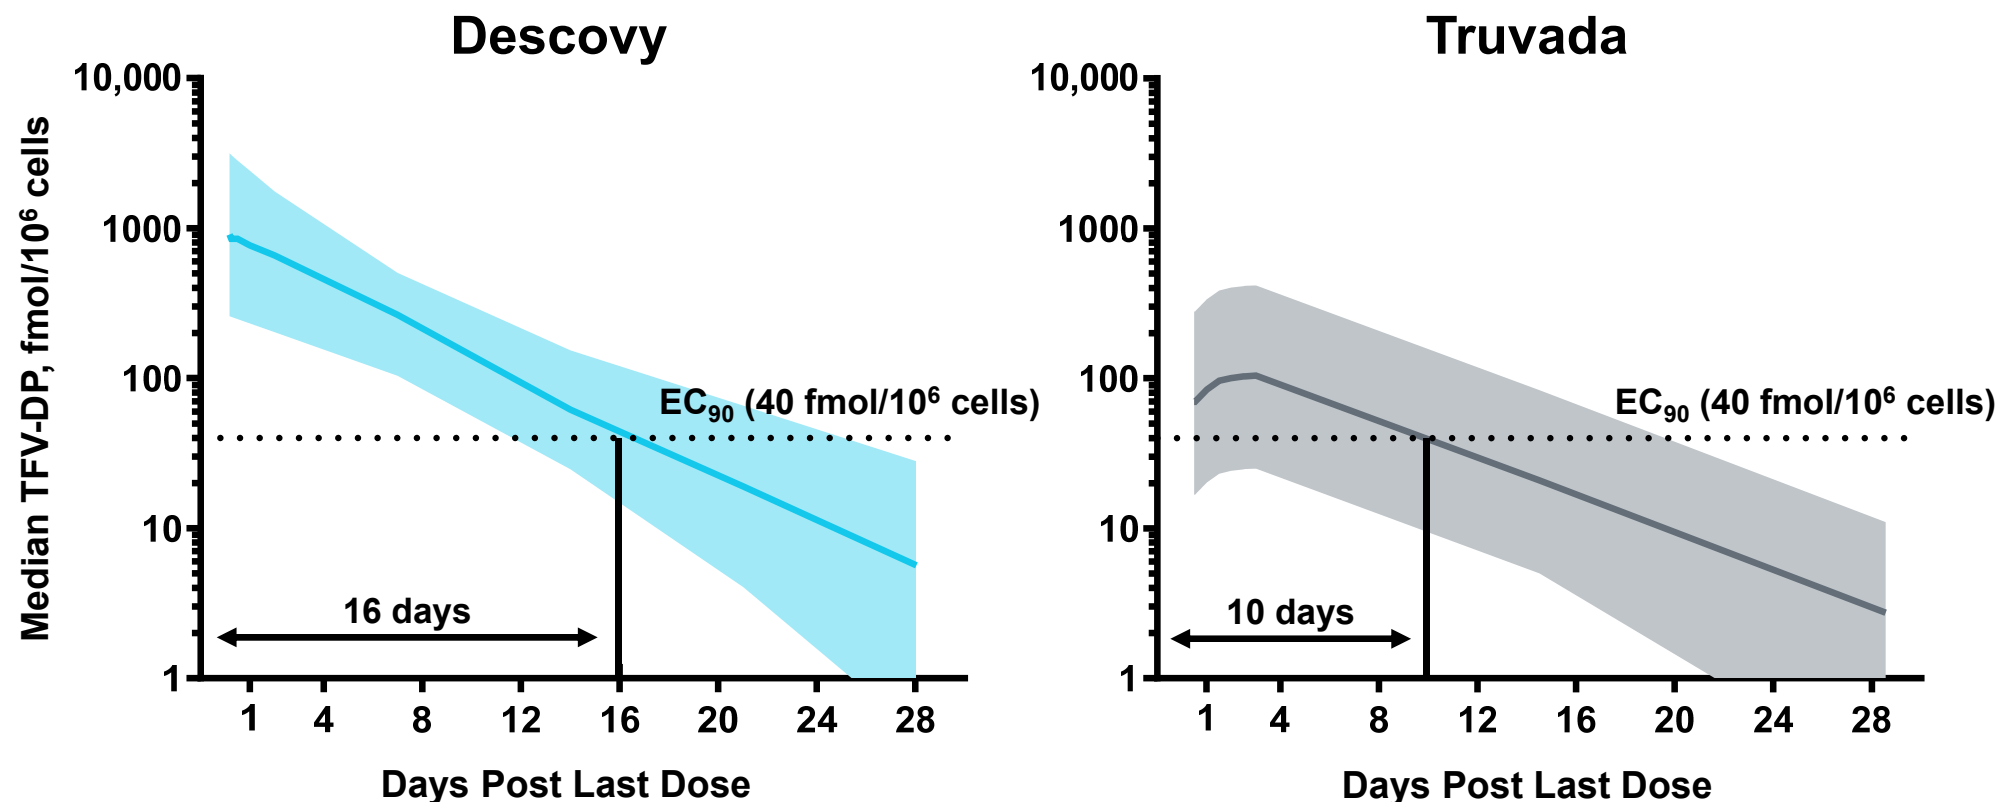 Descovy
Median TFV-DP, fmol/10⁶ cells
10,000
1000
100
10
1
EC₉₀ (40 fmol/10⁶ cells)
16 days
1 4 8 12 16 20 24 28
Days Post Last Dose
Truvada
10,000
1000
100
10
1
EC₉₀ (40 fmol/10⁶ cells)
10 days
1 4 8 12 16 20 24 28
Days Post Last Dose